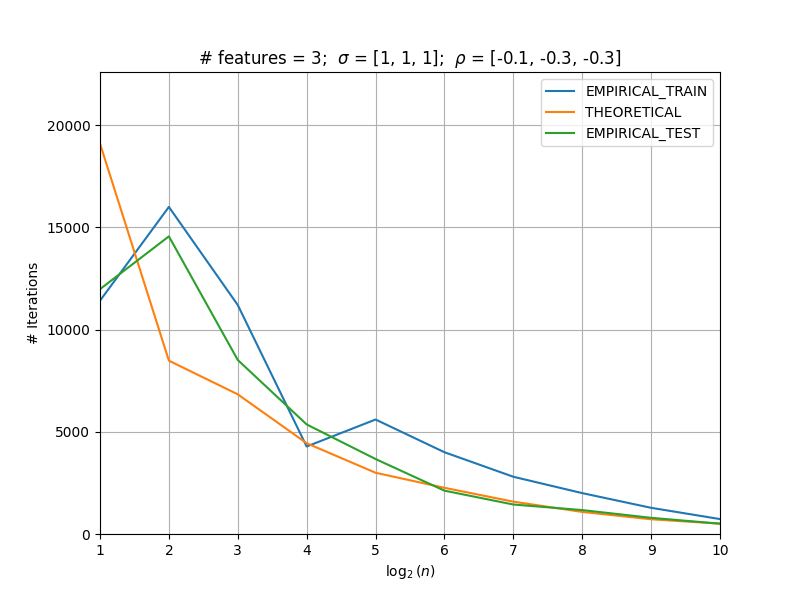 # features = 3;  σ = [1, 1, 1];  ρ = [-0.1, -0.3, -0.3]
EMPIRICAL_TRAIN
THEORETICAL
EMPIRICAL_TEST
20000
15000
10000
5000
0
# Iterations
1 2 3 4 5 6 7 8 9 10
log₂(n)